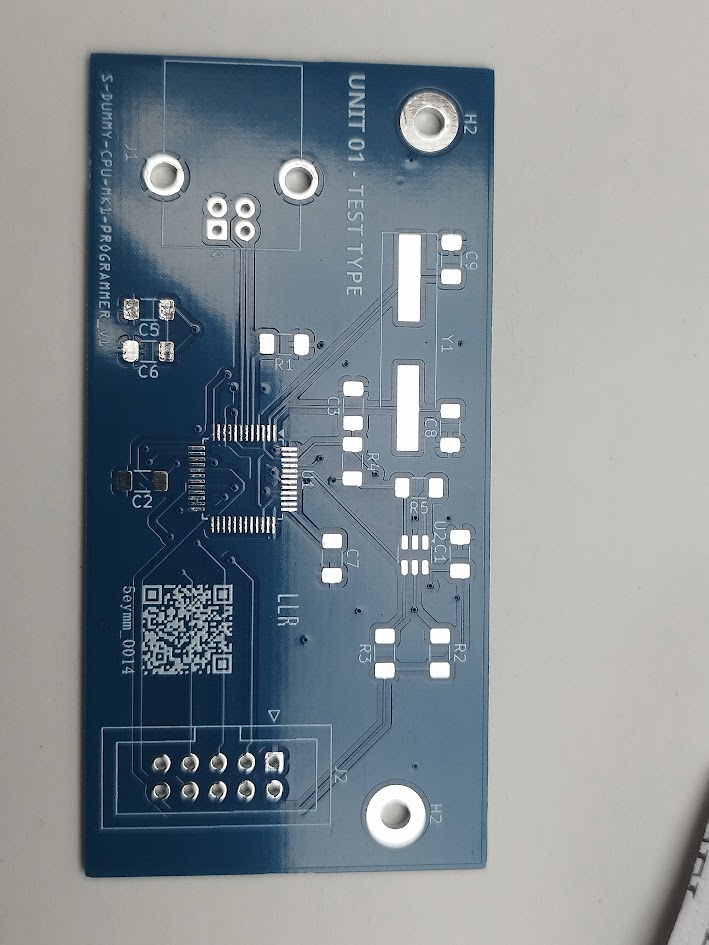 S-DUMMY-CPU-MK1-PROGRAMMER_V1
UNIT 01 - TEST TYPE
H2
J1
C9
Y1
C5
C6
R1
C3
C8
R4
U1
C2
R5
U2
C1
C7
LLR
5eymm_0014
R3
R2
J2
H2